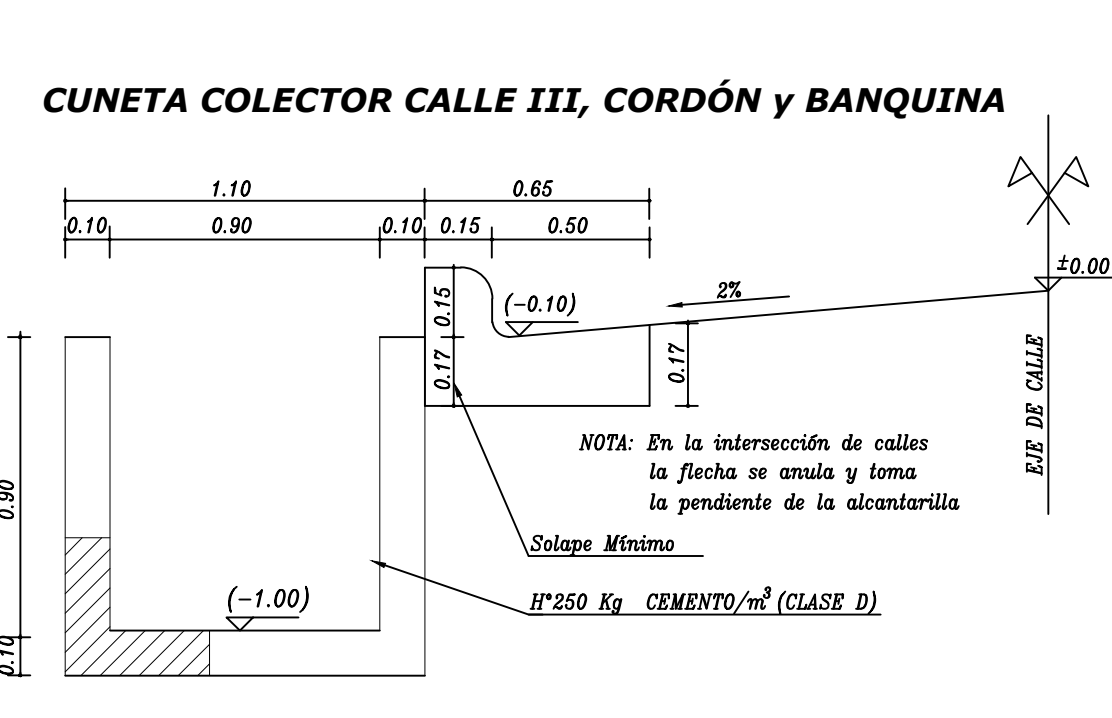 CUNETA COLECTOR CALLE III, CORDÓN y BANQUINA
1.10
0.65
0.10
0.90
0.10
0.15
0.50
±0.00
2%
0.15
(-0.10)
0.17
0.17
EJE DE CALLE
NOTA: En la intersección de calles
la flecha se anula y toma
la pendiente de la alcantarilla
0.90
Solape Mínimo
(-1.00)
H°250 Kg CEMENTO/m³ (CLASE D)
0.10